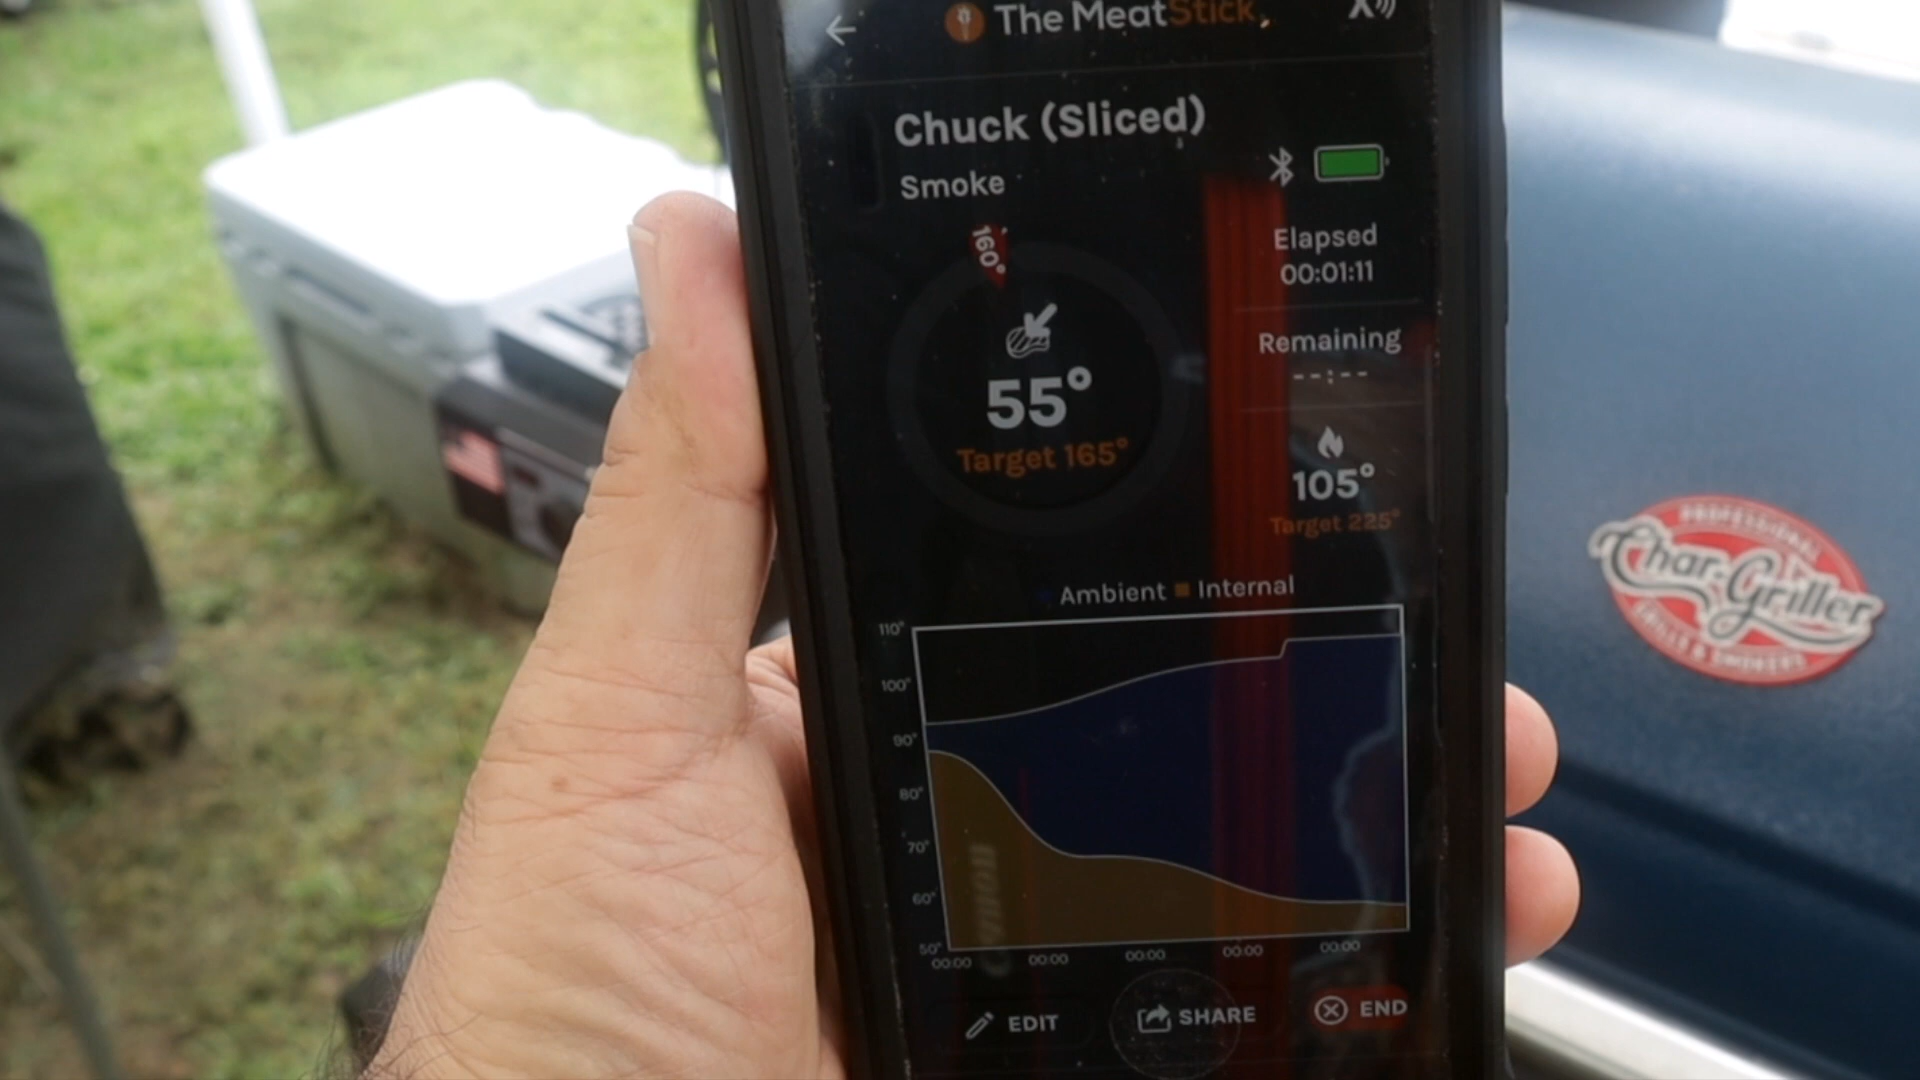 The MeatStick
Chuck (Sliced)
Smoke
Elapsed
00:01:11
160°
Remaining
--:--
55°
Target 165°
105°
Target 225°
Ambient Internal
110°
100°
90°
80°
70°
60°
50°
00:00 00:00 00:00 00:00 00:00
EDIT SHARE END
PROFESSIONAL
Char-Griller
GRILLS & SMOKERS
Canon